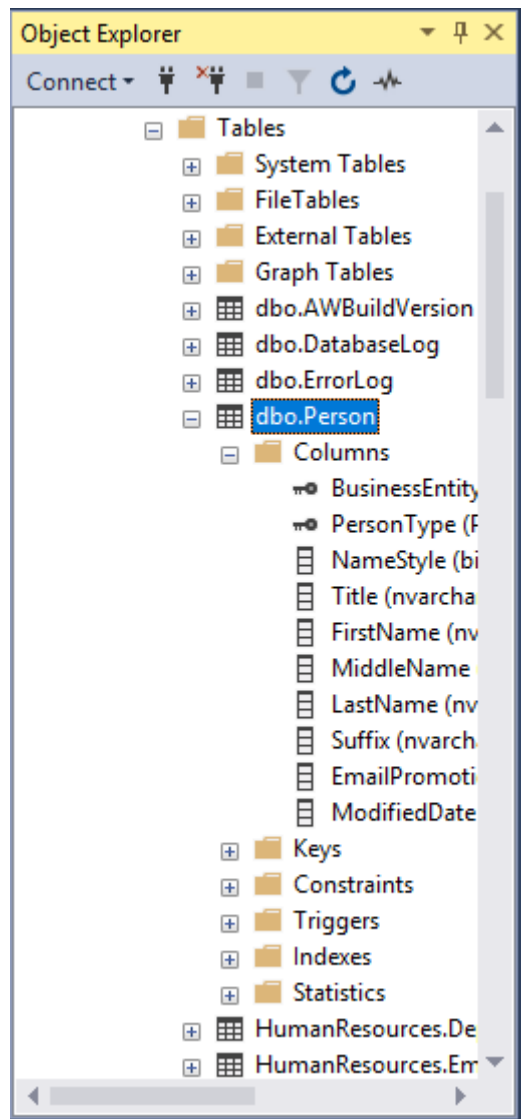 Object Explorer
Connect
Tables
System Tables
FileTables
External Tables
Graph Tables
dbo.AWBuildVersion
dbo.DatabaseLog
dbo.ErrorLog
dbo.Person
Columns
BusinessEntity
PersonType (P
NameStyle (bi
Title (nvarcha
FirstName (nv
MiddleName (
LastName (nv
Suffix (nvarch
EmailPromoti
ModifiedDate
Keys
Constraints
Triggers
Indexes
Statistics
HumanResources.De
HumanResources.Em